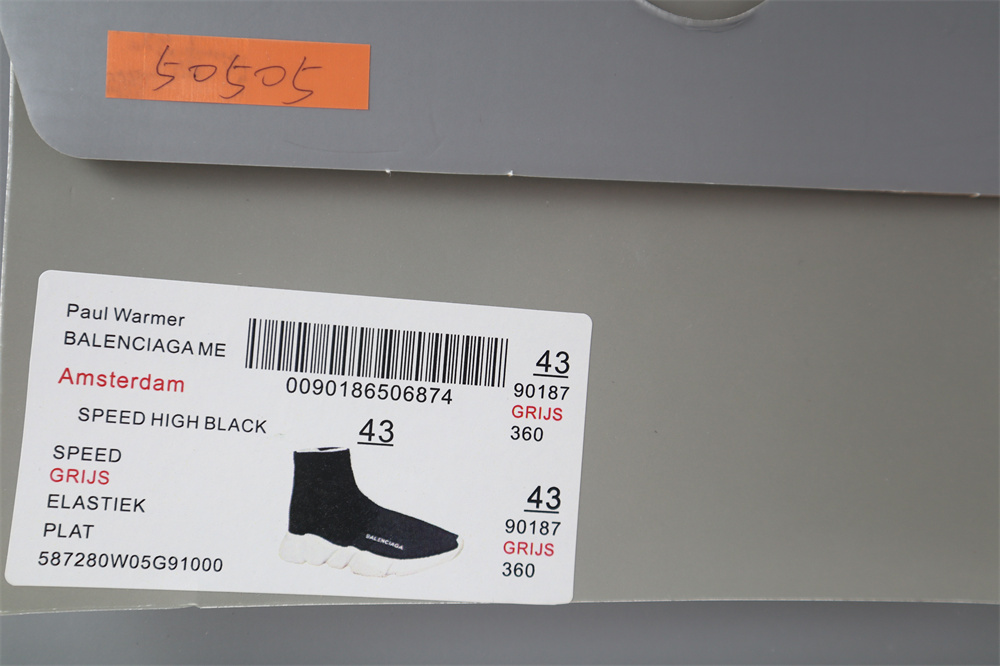 50505
Paul Warmer
BALENCIAGA ME
Amsterdam
SPEED HIGH BLACK
SPEED
GRIJS
ELASTIEK
PLAT
587280W05G91000
0090186506874
43
BALENCIAGA
43
90187
GRIJS
360
43
90187
GRIJS
360